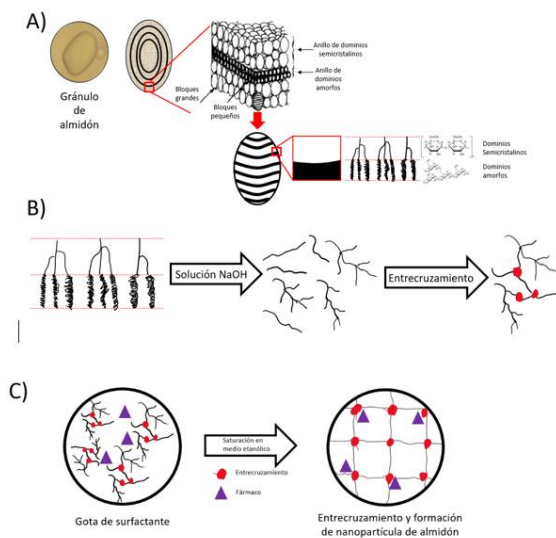 A)
Gránulo
de
almidón
Bloques
grandes
Bloques
pequeños
Anillo de dominios
semicristalinos
Anillo de
dominios
amorfos
Dominios
Semicristalinos
Dominios
amorfos
B)
Solución NaOH
Entrecruzamiento
C)
Gota de surfactante
Saturación en
medio etanólico
Entrecruzamiento
Fármaco
Entrecruzamiento y formación
de nanopartícula de almidón